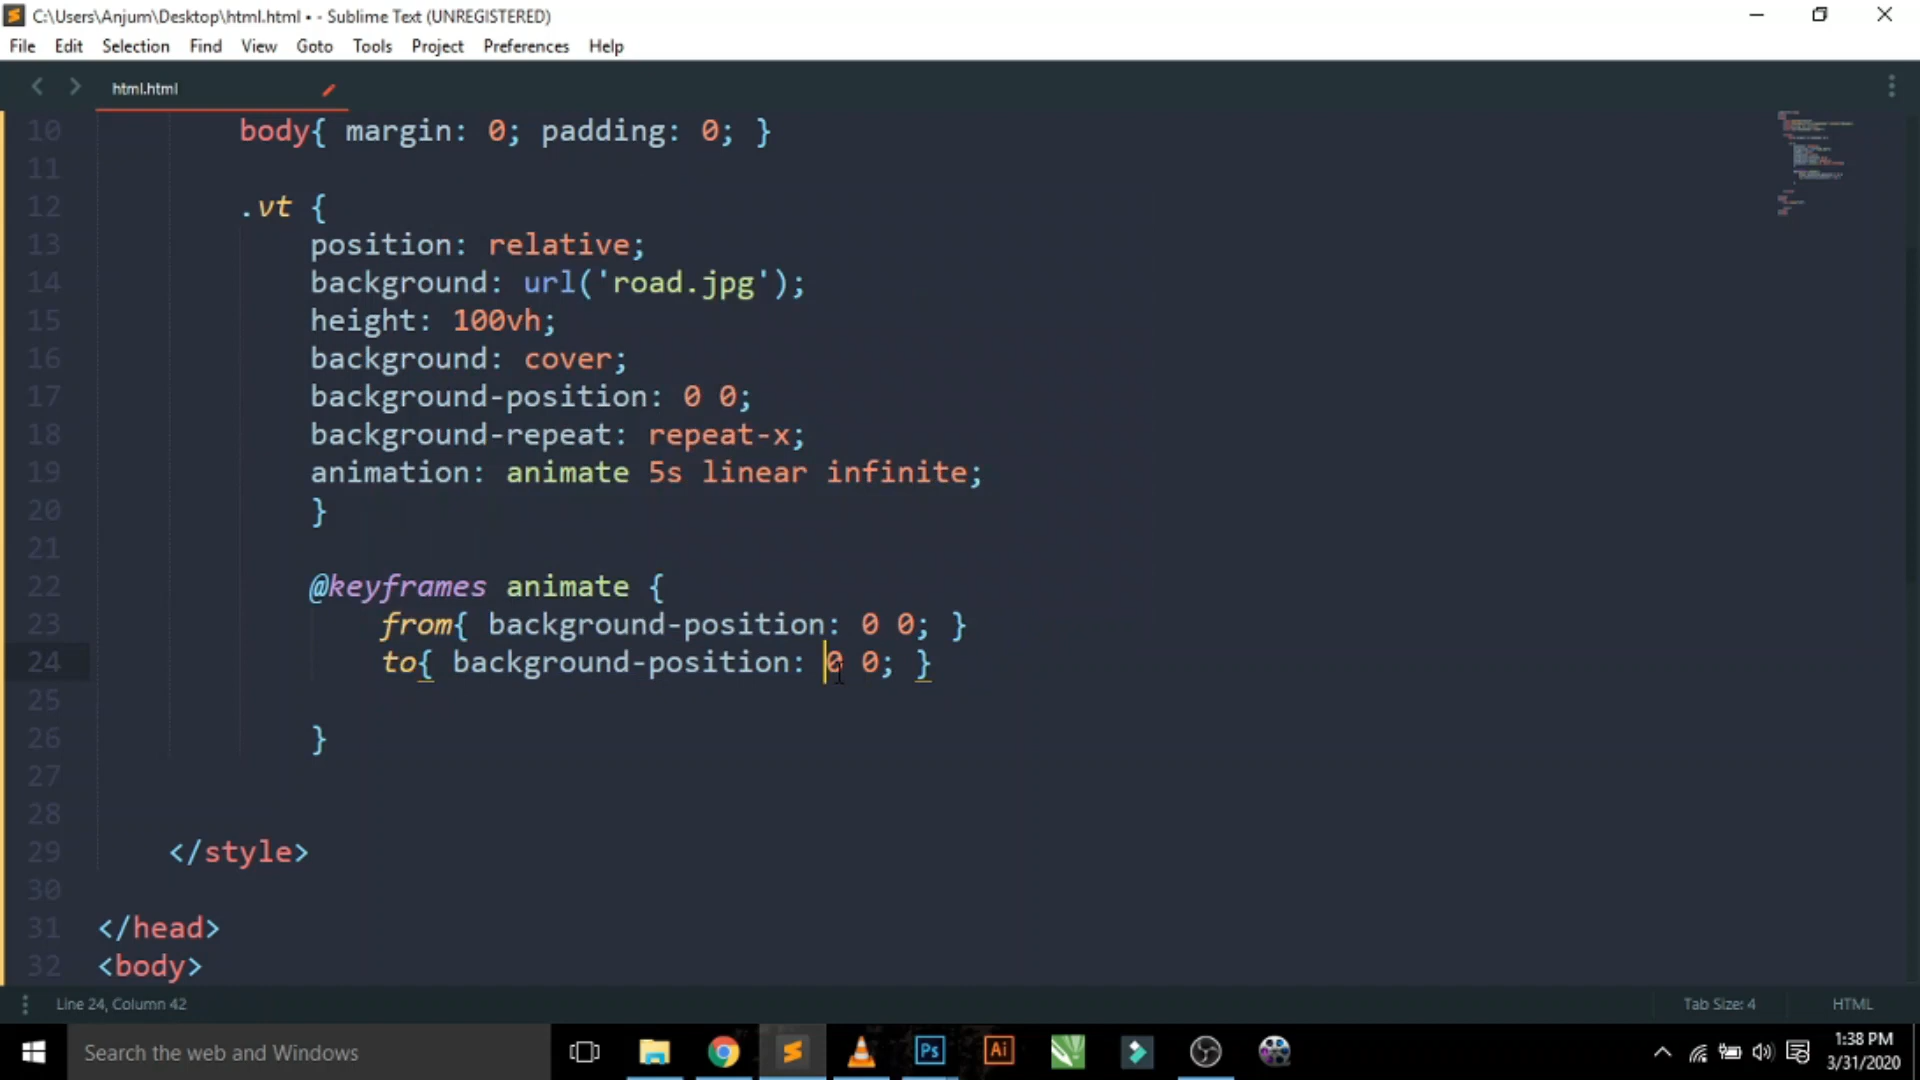 C:\Users\Anjum\Desktop\html.html • - Sublime Text (UNREGISTERED)
File Edit Selection Find View Goto Tools Project Preferences Help
html.html
10 body{ margin: 0; padding: 0; }
11
12 .vt {
13 position: relative;
14 background: url('road.jpg');
15 height: 100vh;
16 background: cover;
17 background-position: 0 0;
18 background-repeat: repeat-x;
19 animation: animate 5s linear infinite;
20 }
21
22 @keyframes animate {
23 from{ background-position: 0 0; }
24 to{ background-position: 0 0; }
25
26 }
27
28
29 </style>
30
31 </head>
32 <body>
Line 24, Column 42 Tab Size: 4 HTML
Search the web and Windows Ps Ai 1:38 PM
3/31/2020